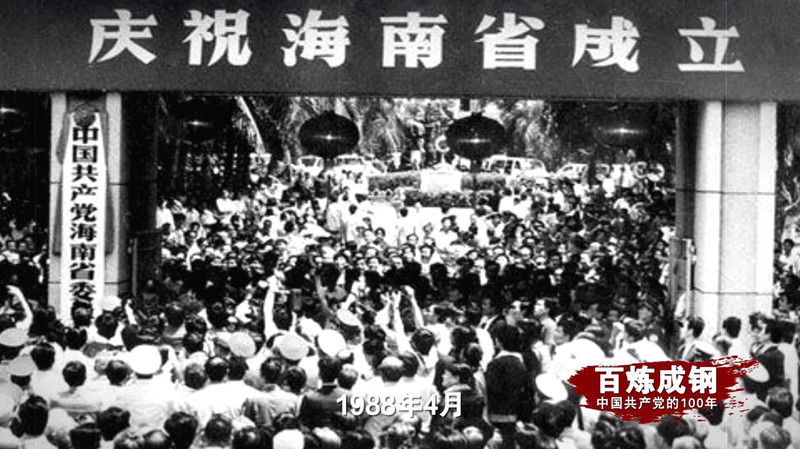 庆祝海南省成立
中国共产党海南省委
1988年4月
百炼成钢
中国共产党的100年